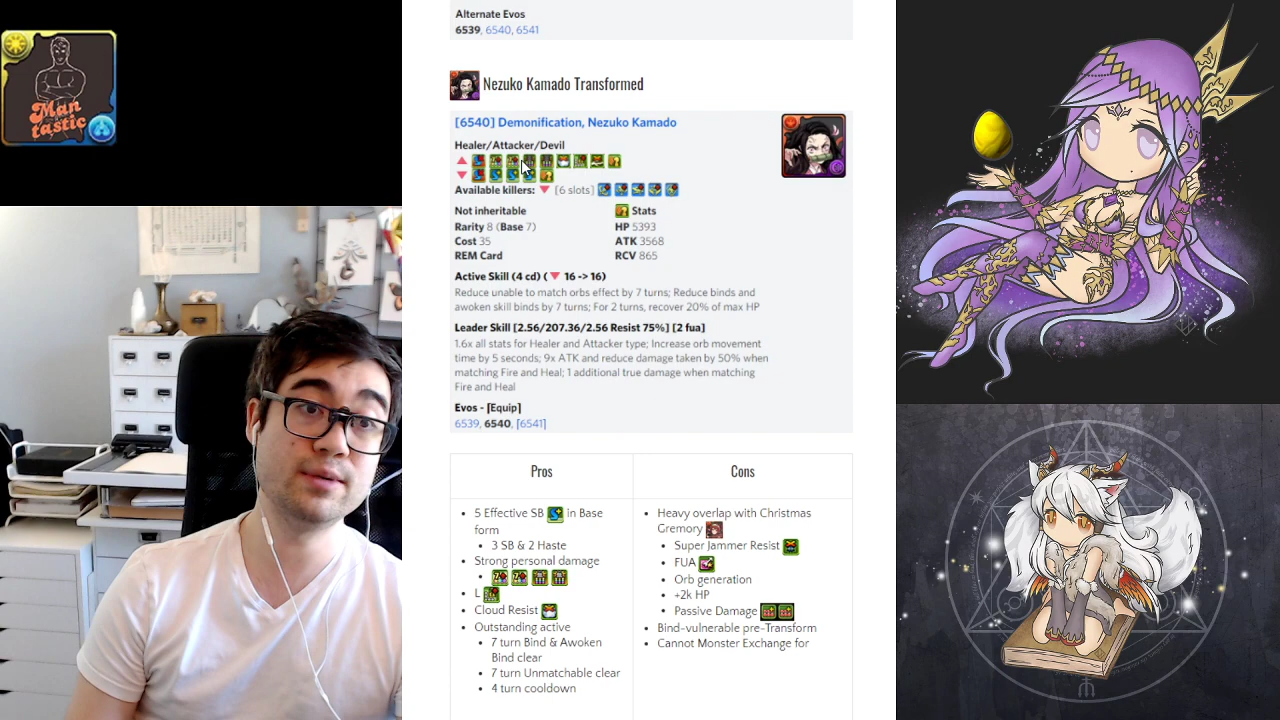 Man
tastic
Alternate Evos
6539, 6540, 6541
Nezuko Kamado Transformed
[6540] Demonification, Nezuko Kamado
Healer/Attacker/Devil
Available killers: [6 slots]
Not inheritable
Rarity 8 (Base 7)
Cost 35
REM Card
Stats
HP 5393
ATK 3568
RCV 865
Active Skill (4 cd) ( 16 -> 16)
Reduce unable to match orbs effect by 7 turns; Reduce binds and
awoken skill binds by 7 turns; For 2 turns, recover 20% of max HP
Leader Skill [2.56/207.36/2.56 Resist 75%] [2 fua]
1.6x all stats for Healer and Attacker type; Increase orb movement
time by 5 seconds; 9x ATK and reduce damage taken by 50% when
matching Fire and Heal; 1 additional true damage when matching
Fire and Heal
Evos - [Equip]
6539, 6540, [6541]
Pros
5 Effective SB in Base
form
3 SB & 2 Haste
Strong personal damage
L
Cloud Resist
Outstanding active
7 turn Bind & Awoken
Bind clear
7 turn Unmatchable clear
4 turn cooldown
Cons
Heavy overlap with Christmas
Gremory
Super Jammer Resist
FUA
Orb generation
+2k HP
Passive Damage
Bind-vulnerable pre-Transform
Cannot Monster Exchange for